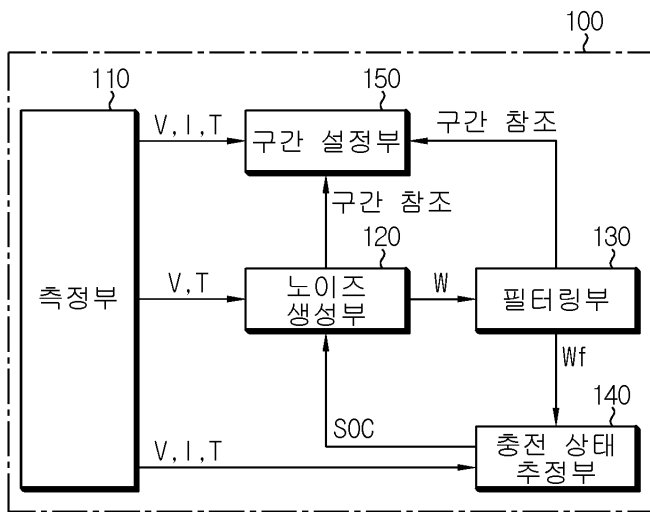 100
110
150
V,I,T
구간 설정부
구간 참조
구간 참조
120
130
측정부
V,T
노이즈
생성부
W
필터링부
Wf
140
SOC
V,I,T
충전 상태
추정부